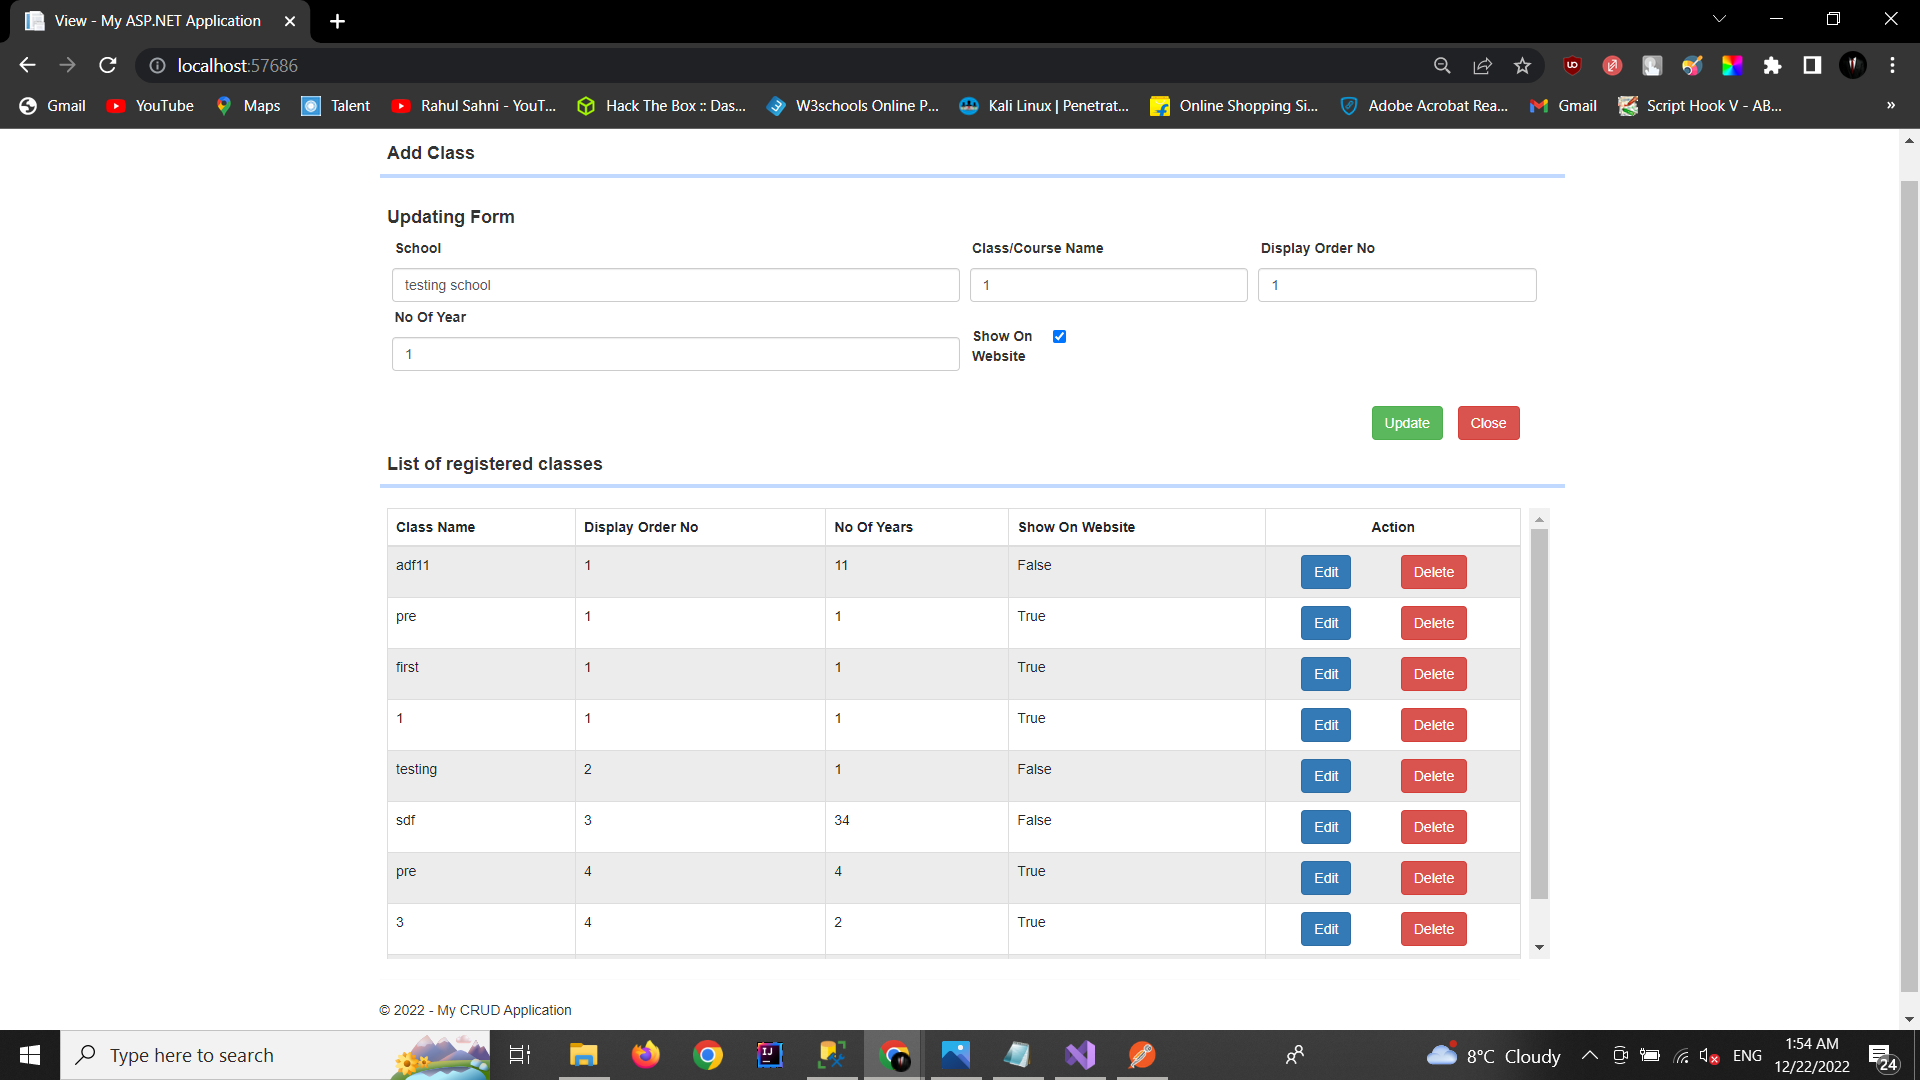 View - My ASP.NET Application
localhost:57686
Gmail YouTube Maps Talent Rahul Sahni - YouT... Hack The Box :: Das... W3schools Online P... Kali Linux | Penetrat... Online Shopping Si... Adobe Acrobat Rea... Gmail Script Hook V - AB... »
Add Class
Updating Form
School Class/Course Name Display Order No
testing school 1 1
No Of Year
1
Show On
Website
Update Close
List of registered classes
Class Name Display Order No No Of Years Show On Website Action
adf11 1 11 False Edit Delete
pre 1 1 True Edit Delete
first 1 1 True Edit Delete
1 1 1 True Edit Delete
testing 2 1 False Edit Delete
sdf 3 34 False Edit Delete
pre 4 4 True Edit Delete
3 4 2 True Edit Delete
© 2022 - My CRUD Application
Type here to search
8°C Cloudy
ENG
1:54 AM
12/22/2022
24